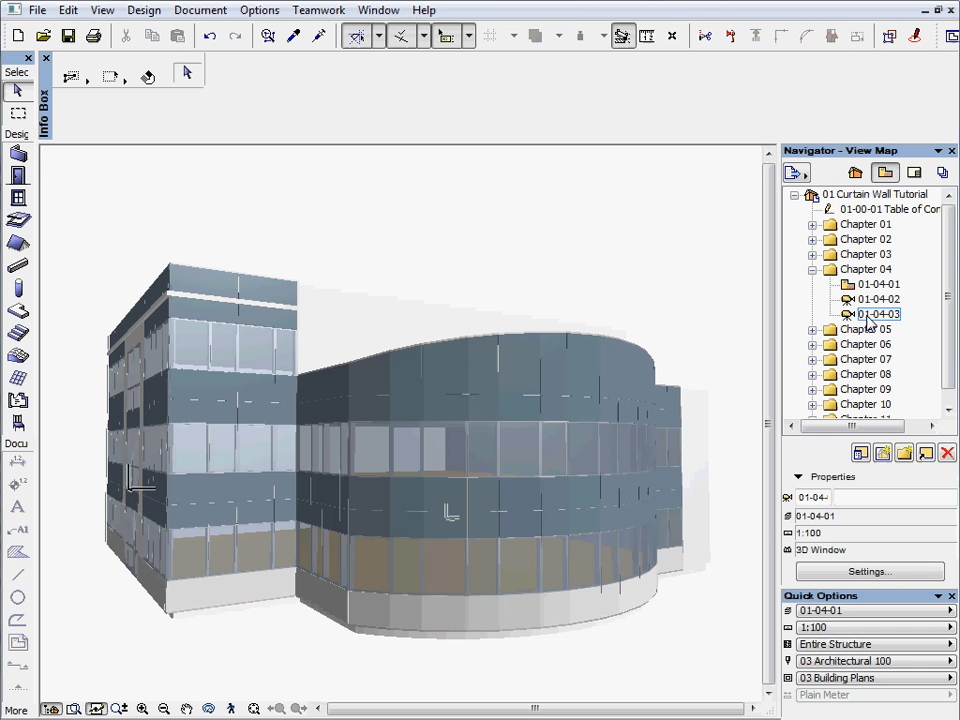 File Edit View Design Document Options Teamwork Window Help
Selec
Info Box
Desig
Docu
A1
More
Navigator - View Map
01 Curtain Wall Tutorial
01-00-01 Table of Con
Chapter 01
Chapter 02
Chapter 03
Chapter 04
01-04-01
01-04-02
01-04-03
Chapter 05
Chapter 06
Chapter 07
Chapter 08
Chapter 09
Chapter 10
Properties
01-04-
01-04-01
1:100
3D Window
Settings...
Quick Options
01-04-01
1:100
Entire Structure
03 Architectural 100
03 Building Plans
Plain Meter